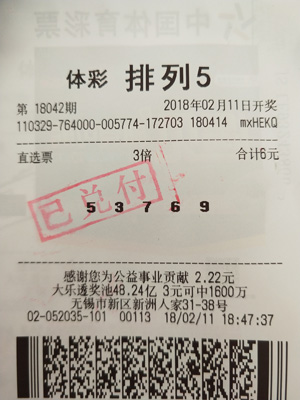 中国体育彩票
体彩 排列5
第 18042期 2018年02月11日开奖
110329-764000-005774-172703 180414 mxHEKQ
直选票 3倍 合计6元
5 3 7 6 9
已兑付
感谢您为公益事业贡献 2.22元
大乐透奖池48.24亿 3元可中1600万
无锡市新区新洲人家31-38号
02-052035-101 00113 18/02/11 18:47:37